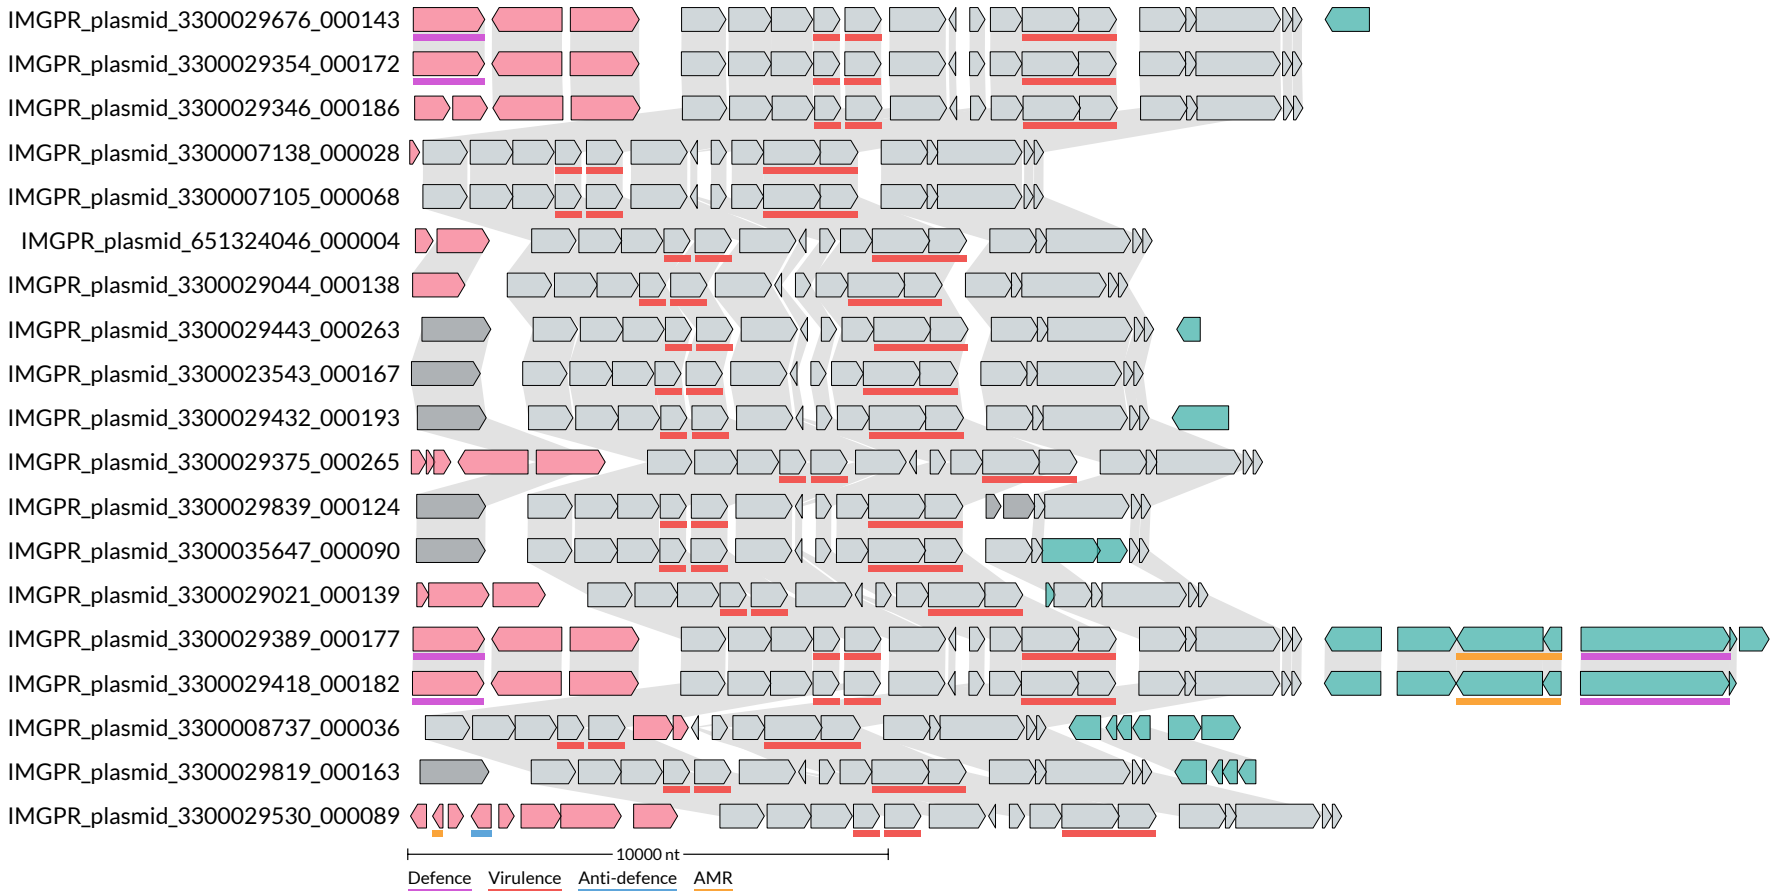 IMGPR_plasmid_3300029676_000143
IMGPR_plasmid_3300029354_000172
IMGPR_plasmid_3300029346_000186
IMGPR_plasmid_3300007138_000028
IMGPR_plasmid_3300007105_000068
IMGPR_plasmid_651324046_000004
IMGPR_plasmid_3300029044_000138
IMGPR_plasmid_3300029443_000263
IMGPR_plasmid_3300023543_000167
IMGPR_plasmid_3300029432_000193
IMGPR_plasmid_3300029375_000265
IMGPR_plasmid_3300029839_000124
IMGPR_plasmid_3300035647_000090
IMGPR_plasmid_3300029021_000139
IMGPR_plasmid_3300029389_000177
IMGPR_plasmid_3300029418_000182
IMGPR_plasmid_3300008737_000036
IMGPR_plasmid_3300029819_000163
IMGPR_plasmid_3300029530_000089
10000 nt
Defence Virulence Anti-defence AMR